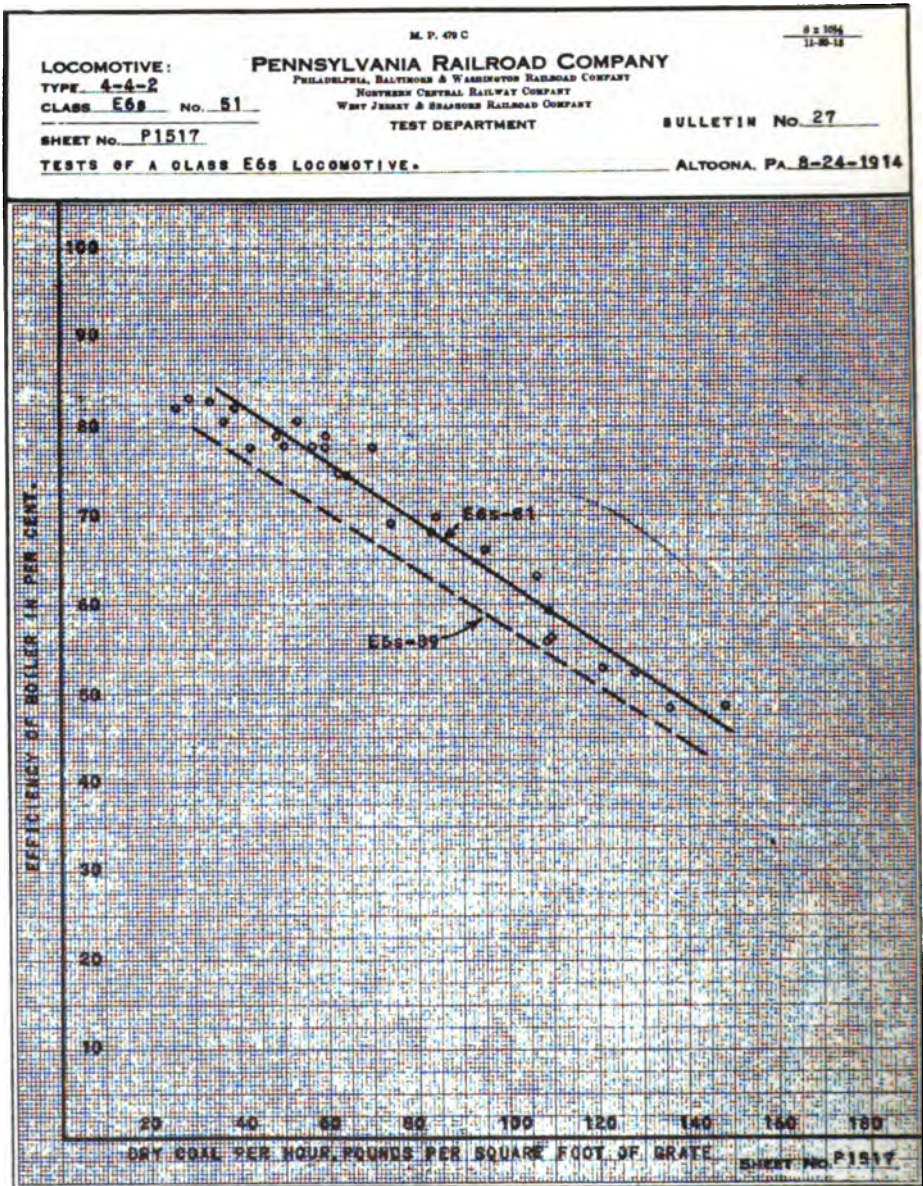 M. P. 479 C
8 x 10½
LOCOMOTIVE:
TYPE 4-4-2
CLASS E6s No. 51
SHEET No. P1517
PENNSYLVANIA RAILROAD COMPANY
PHILADELPHIA, BALTIMORE & WASHINGTON RAILROAD COMPANY
NORTHERN CENTRAL RAILWAY COMPANY
WEST JERSEY & SEASHORE RAILROAD COMPANY
TEST DEPARTMENT
BULLETIN No. 27
TESTS OF A CLASS E6S LOCOMOTIVE.
ALTOONA, PA. 8-24-1914
EFFICIENCY OF BOILER IN PER CENT.
100
90
80
70
60
50
40
30
20
10
E6s-51
E6s-89
20 40 60 80 100 120 140 160 180
DRY COAL PER HOUR, POUNDS PER SQUARE FOOT OF GRATE
SHEET No. P1517